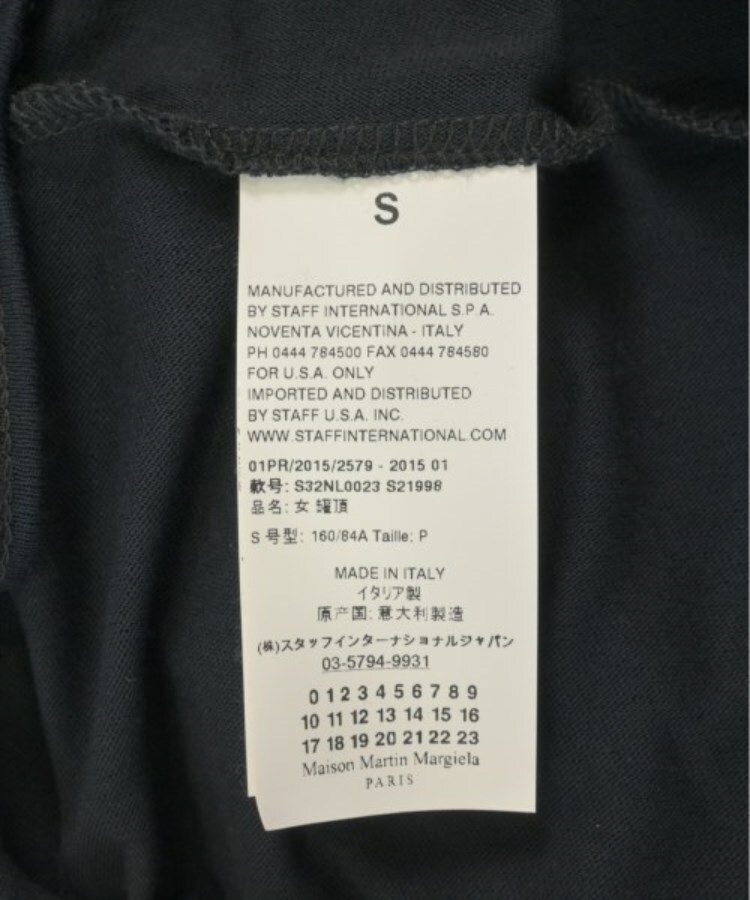 S
MANUFACTURED AND DISTRIBUTED
BY STAFF INTERNATIONAL S.P.A.
NOVENTA VICENTINA - ITALY
PH 0444 784500 FAX 0444 784580
FOR U.S.A. ONLY
IMPORTED AND DISTRIBUTED
BY STAFF U.S.A. INC.
WWW.STAFFINTERNATIONAL.COM
01PR/2015/2579 - 2015 01
款号: S32NL0023 S21998
品名: 女 罐頂
S 号型: 160/84A Taille: P
MADE IN ITALY
イタリア製
原产国: 意大利製造
(株)スタッフインターナショナルジャパン
03-5794-9931
0 1 2 3 4 5 6 7 8 9
10 11 12 13 14 15 16
17 18 19 20 21 22 23
Maison Martin Margiela
PARIS